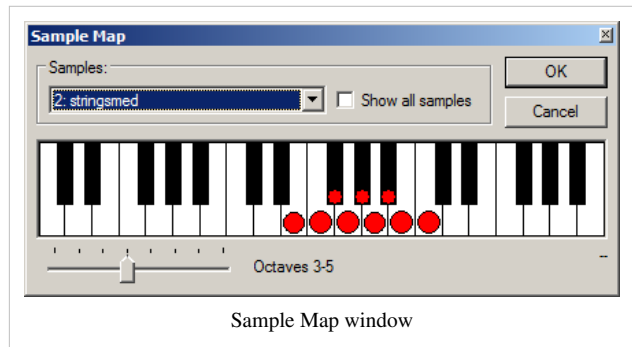 Sample Map
Samples:
2: stringsmed
Show all samples
OK
Cancel
Octaves 3-5
--
Sample Map window